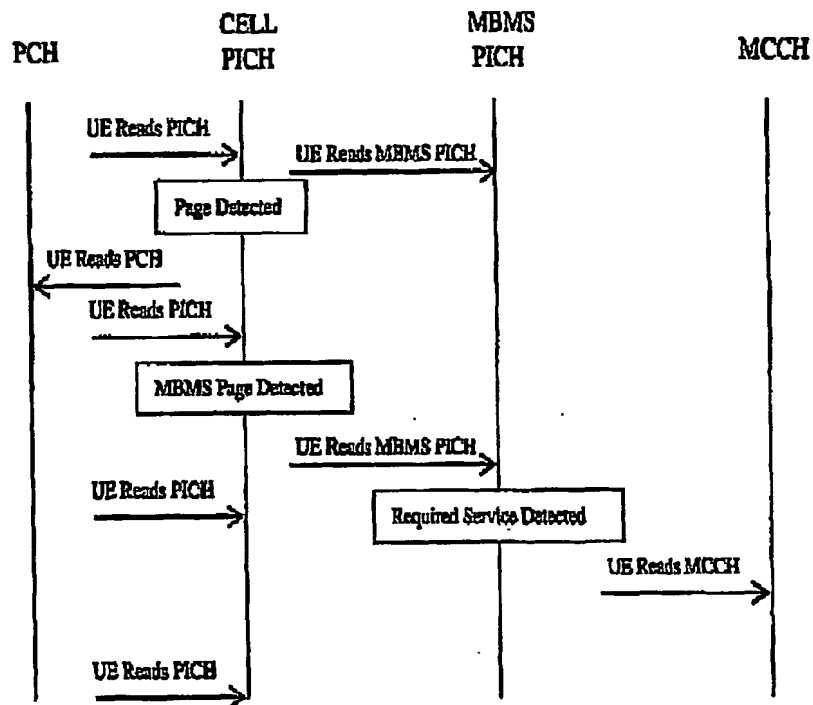 PCH
CELL
PICH
MBMS
PICH
MCCH
UE Reads PICH
UE Reads MBMS PICH
Page Detected
UE Reads PCH
UE Reads PICH
MBMS Page Detected
UE Reads MBMS PICH
UE Reads PICH
Required Service Detected
UE Reads MCCH
UE Reads PICH